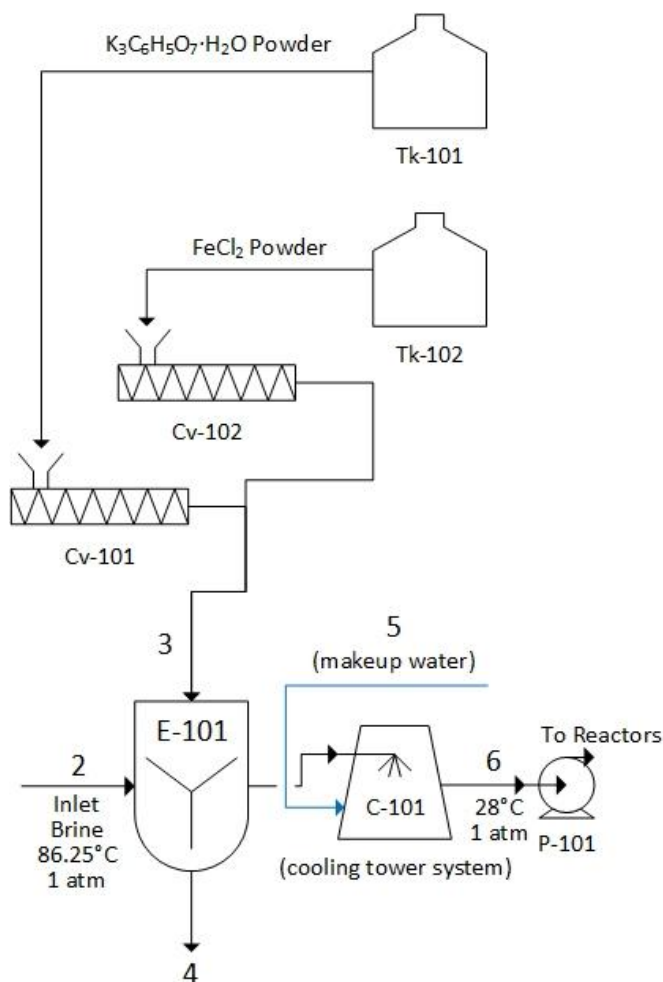 K₃C₆H₅O₇·H₂O Powder
Tk-101
FeCl₂ Powder
Tk-102
Cv-102
Cv-101
3
5
(makeup water)
E-101
2
Inlet
Brine
86.25°C
1 atm
C-101
(cooling tower system)
6
28°C
1 atm
To Reactors
P-101
4